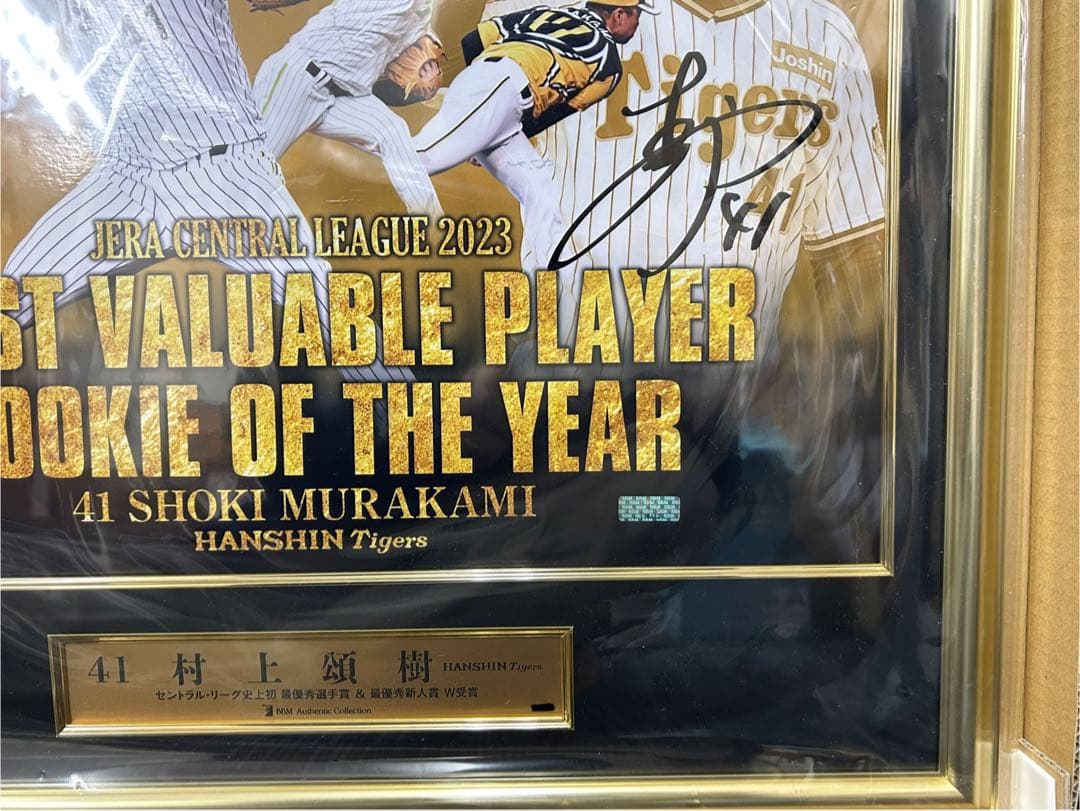 Joshin
Tigers
41
41
JERA CENTRAL LEAGUE 2023
ST VALUABLE PLAYER
OOKIE OF THE YEAR
41 SHOKI MURAKAMI
HANSHIN Tigers
41 村上頌樹 HANSHIN Tigers
セントラル・リーグ史上初 最優秀選手賞 & 最優秀新人賞 W受賞
BBM Authentic Collection